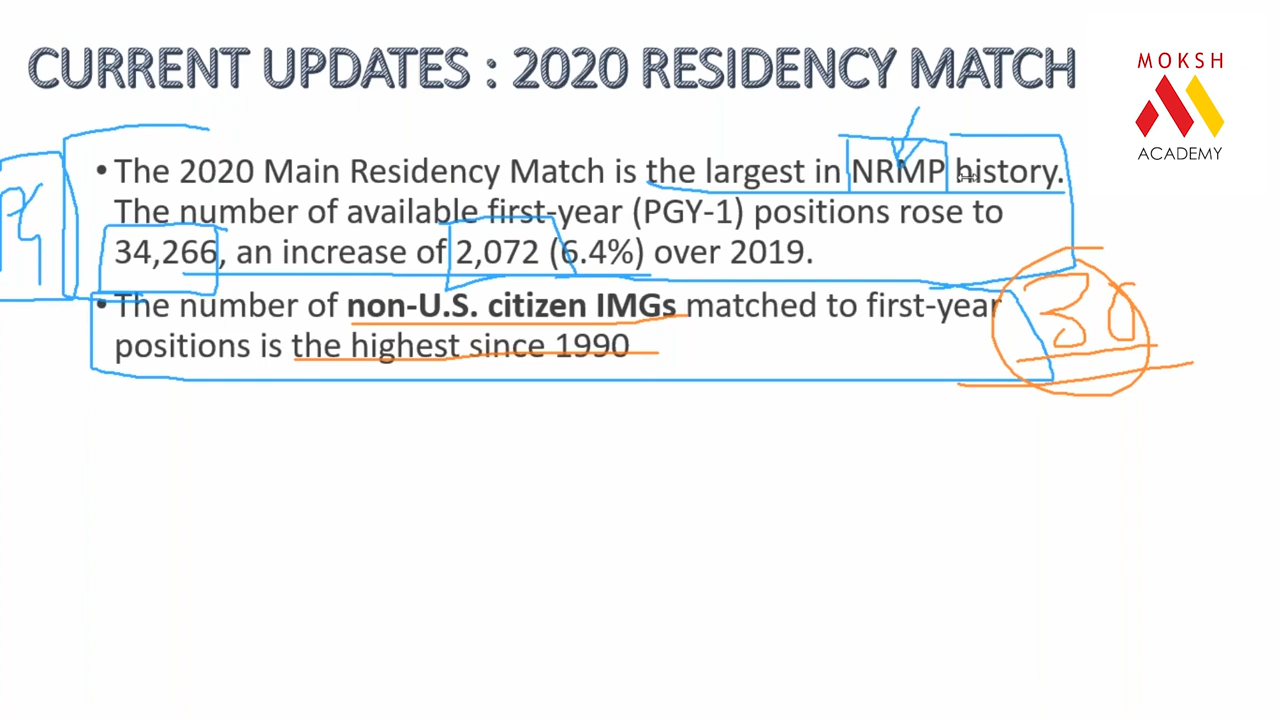 CURRENT UPDATES : 2020 RESIDENCY MATCH
MOKSH
ACADEMY
• The 2020 Main Residency Match is the largest in NRMP history.
The number of available first-year (PGY-1) positions rose to
34,266, an increase of 2,072 (6.4%) over 2019.
• The number of non-U.S. citizen IMGs matched to first-year
positions is the highest since 1990
30